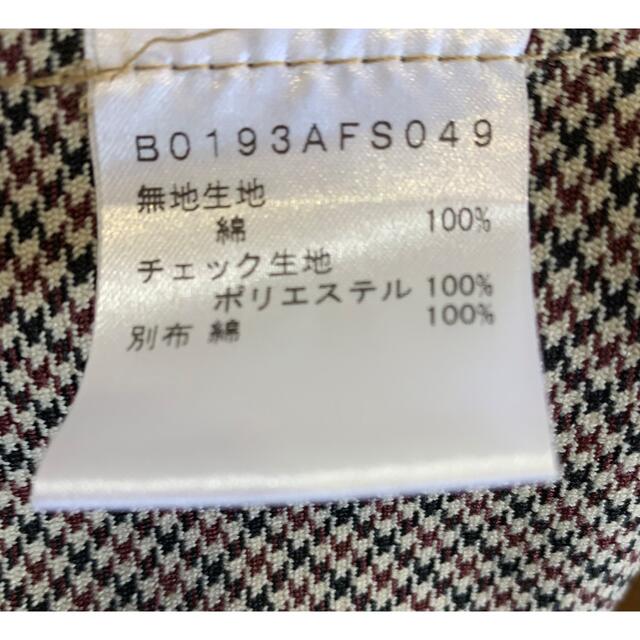 B0193AFS049
無地生地
綿 100%
チェック生地
ポリエステル 100%
別布 綿 100%